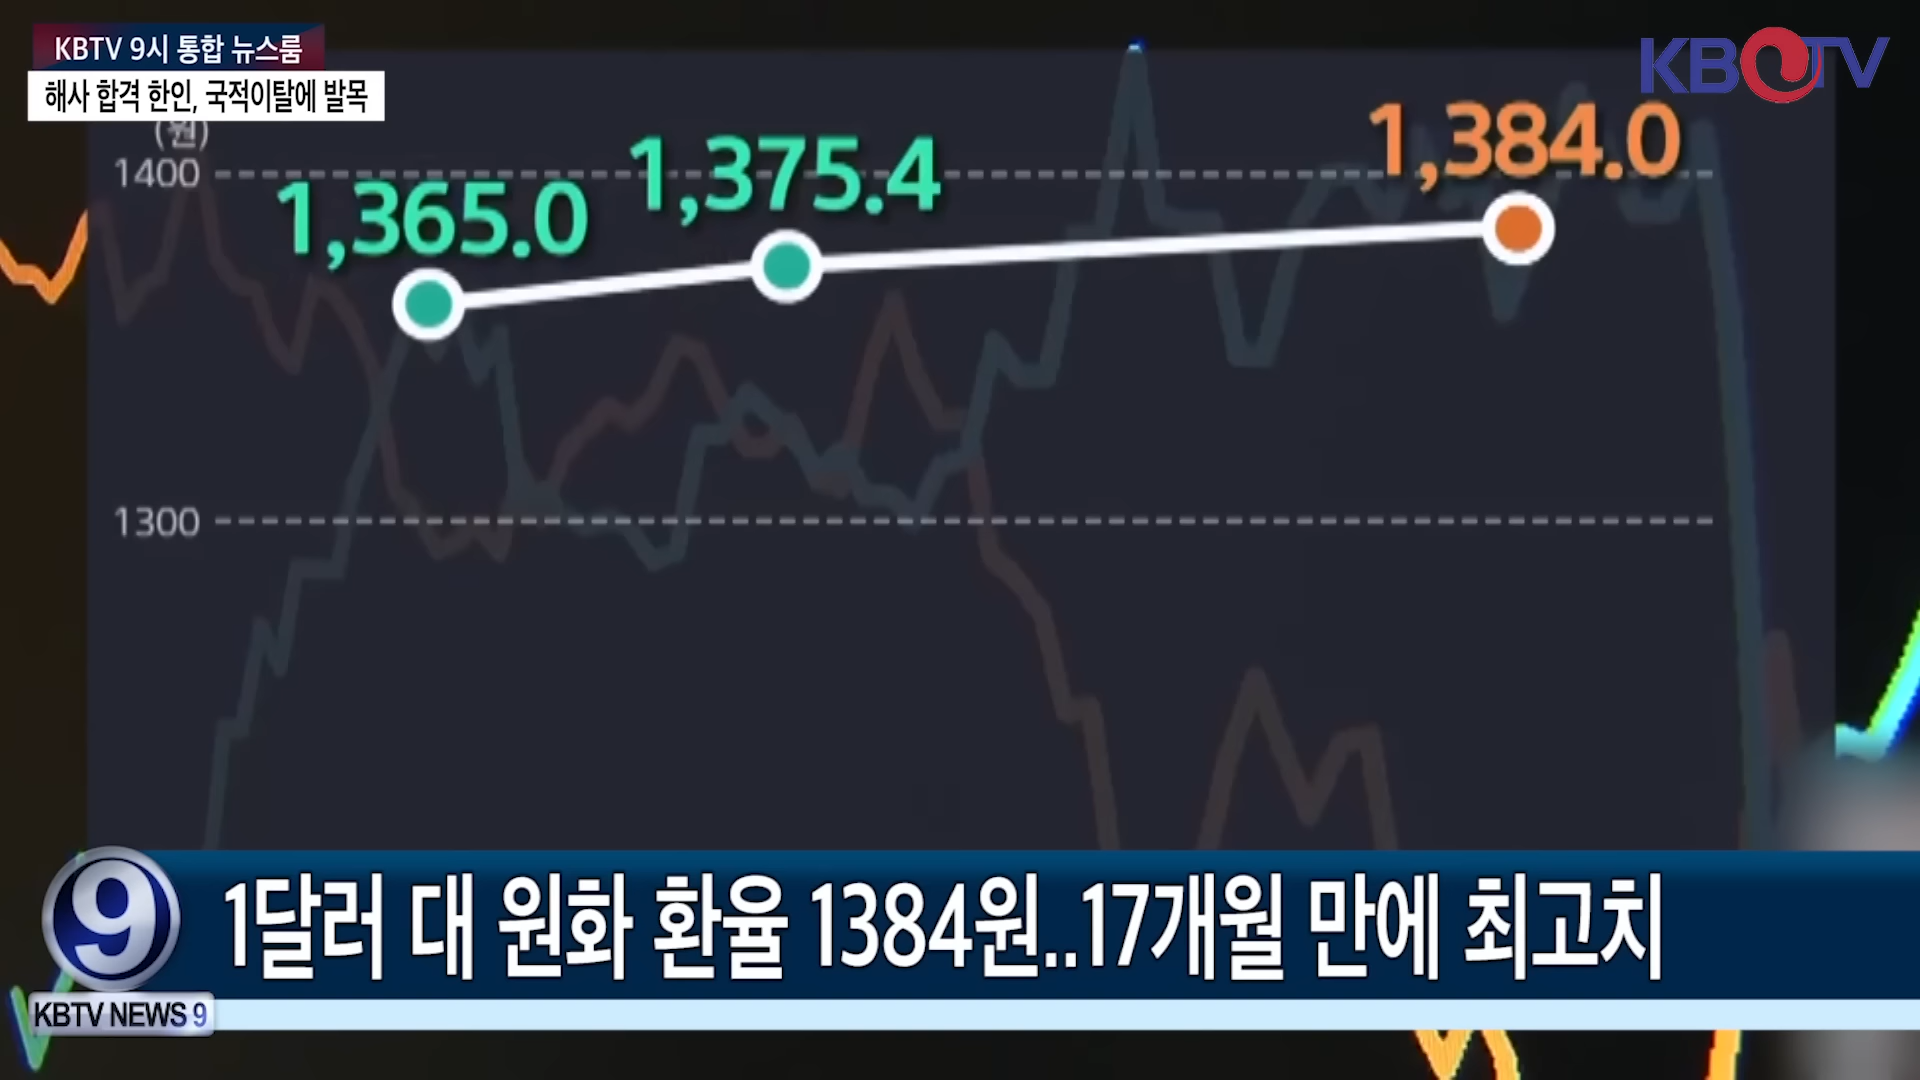 KBTV 9시 통합 뉴스룸
KBTV
해사 합격 한인, 국적이탈에 발목
(원)
1400
1,365.0
1,375.4
1,384.0
1300
9
1달러 대 원화 환율 1384원..17개월 만에 최고치
KBTV NEWS 9